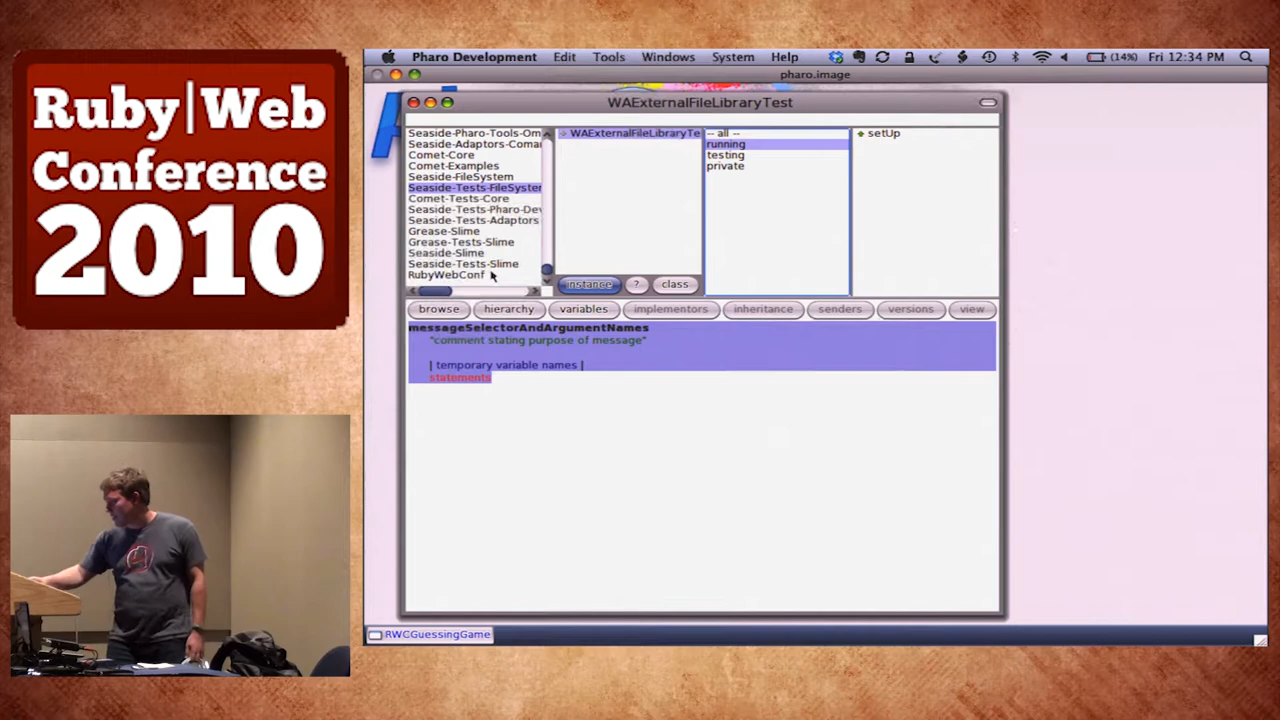 Ruby|Web
Conference
2010
Pharo Development Edit Tools Windows System Help (14%) Fri 12:34 PM
pharo.image
WAExternalFileLibraryTest
Seaside-Pharo-Tools-Om
Seaside-Adaptors-Coma
Comet-Core
Comet-Examples
Seaside-FileSystem
Seaside-Tests-FileSyster
Comet-Tests-Core
Seaside-Tests-Pharo-Dev
Seaside-Tests-Adaptors
Grease-Slime
Grease-Tests-Slime
Seaside-Slime
Seaside-Tests-Slime
RubyWebConf
WAExternalFileLibraryTe
instance ? class
-- all --
running
testing
private
setUp
browse hierarchy variables implementors inheritance senders versions view
messageSelectorAndArgumentNames
"comment stating purpose of message"
| temporary variable names |
statements
RWCGuessingGame